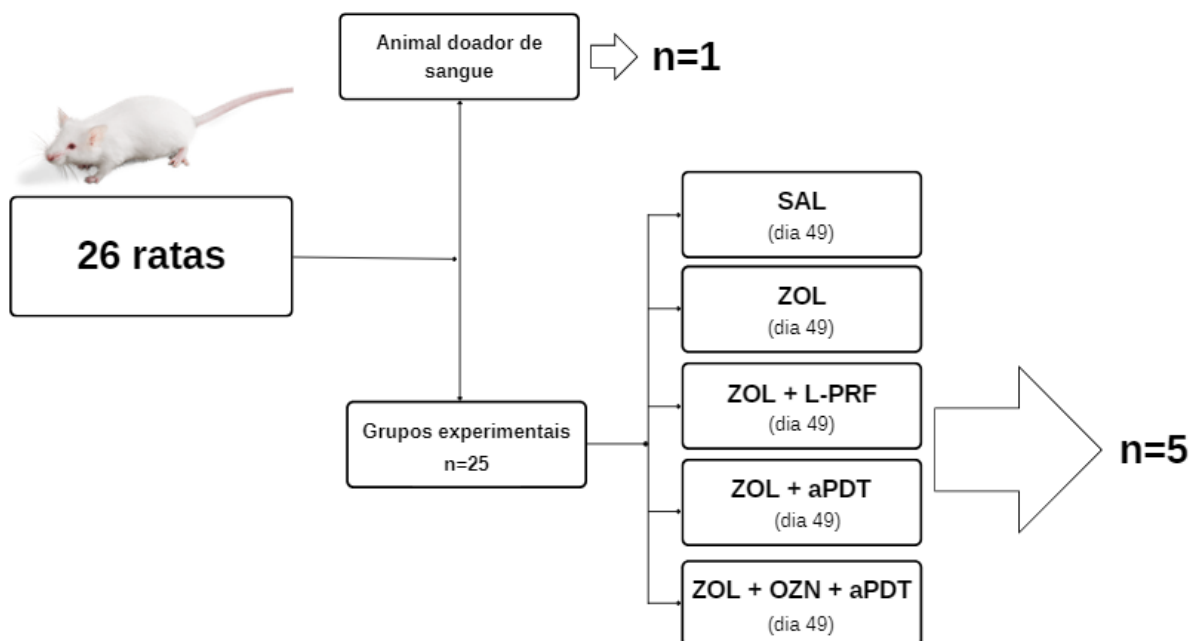 Animal doador de
sangue
n=1
26 ratas
Grupos experimentais
n=25
SAL
(dia 49)
ZOL
(dia 49)
ZOL + L-PRF
(dia 49)
ZOL + aPDT
(dia 49)
ZOL + OZN + aPDT
(dia 49)
n=5